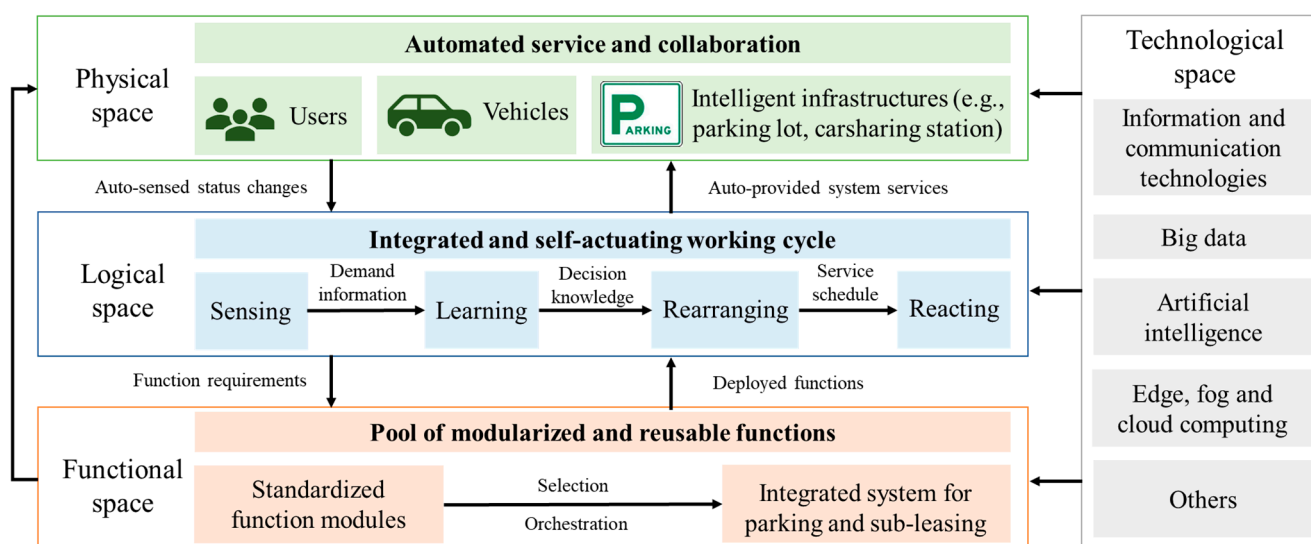 Automated service and collaboration
Physical
space
Users
Vehicles
P
ARKING
Intelligent infrastructures (e.g.,
parking lot, carsharing station)
Auto-sensed status changes
Auto-provided system services
Integrated and self-actuating working cycle
Logical
space
Sensing
Demand
information
Learning
Decision
knowledge
Rearranging
Service
schedule
Reacting
Function requirements
Deployed functions
Pool of modularized and reusable functions
Functional
space
Standardized
function modules
Selection
Orchestration
Integrated system for
parking and sub-leasing
Technological
space
Information and
communication
technologies
Big data
Artificial
intelligence
Edge, fog and
cloud computing
Others